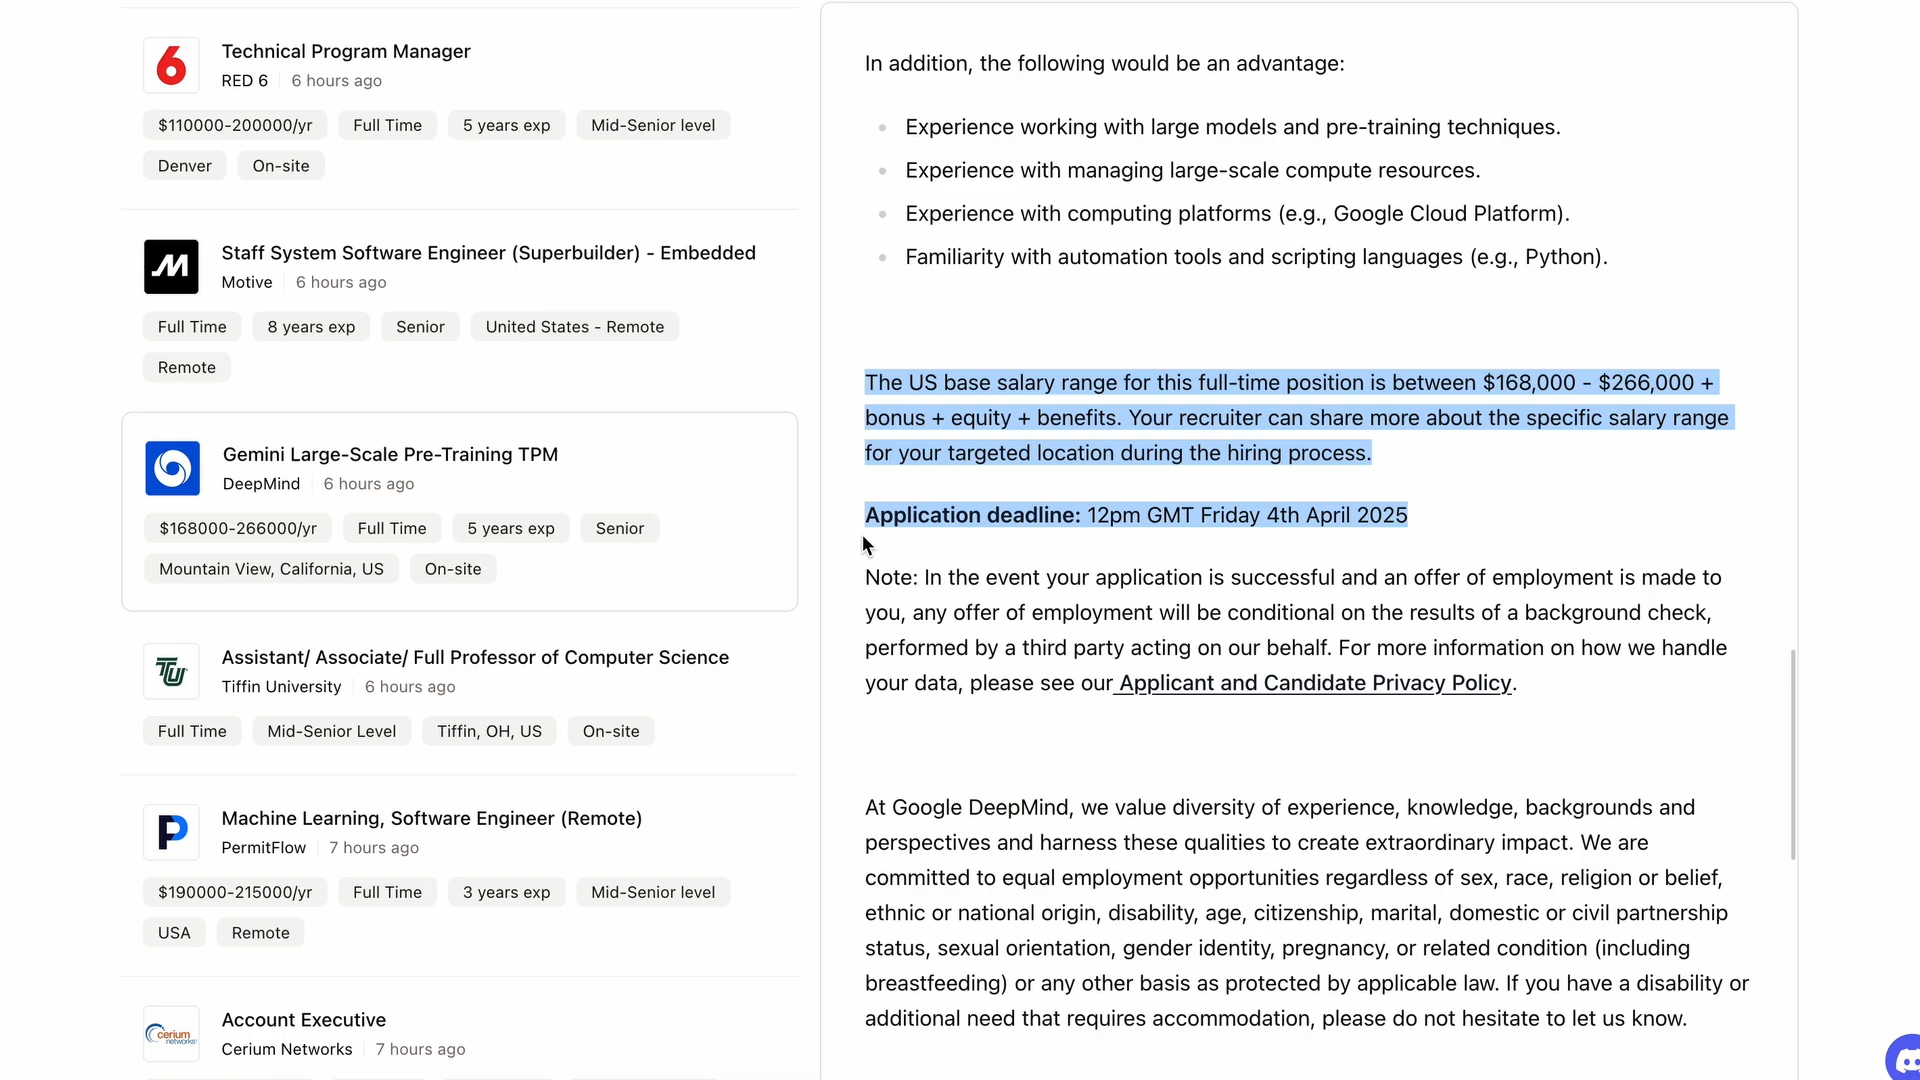 Technical Program Manager
RED 6 6 hours ago
$110000-200000/yr Full Time 5 years exp Mid-Senior level
Denver On-site
Staff System Software Engineer (Superbuilder) - Embedded
Motive 6 hours ago
Full Time 8 years exp Senior United States - Remote
Remote
Gemini Large-Scale Pre-Training TPM
DeepMind 6 hours ago
$168000-266000/yr Full Time 5 years exp Senior
Mountain View, California, US On-site
TU
Assistant/ Associate/ Full Professor of Computer Science
Tiffin University 6 hours ago
Full Time Mid-Senior Level Tiffin, OH, US On-site
Machine Learning, Software Engineer (Remote)
PermitFlow 7 hours ago
$190000-215000/yr Full Time 3 years exp Mid-Senior level
USA Remote
cerium
networks
Account Executive
Cerium Networks 7 hours ago
In addition, the following would be an advantage:
Experience working with large models and pre-training techniques.
Experience with managing large-scale compute resources.
Experience with computing platforms (e.g., Google Cloud Platform).
Familiarity with automation tools and scripting languages (e.g., Python).
The US base salary range for this full-time position is between $168,000 - $266,000 +
bonus + equity + benefits. Your recruiter can share more about the specific salary range
for your targeted location during the hiring process.
Application deadline: 12pm GMT Friday 4th April 2025
Note: In the event your application is successful and an offer of employment is made to
you, any offer of employment will be conditional on the results of a background check,
performed by a third party acting on our behalf. For more information on how we handle
your data, please see our Applicant and Candidate Privacy Policy.
At Google DeepMind, we value diversity of experience, knowledge, backgrounds and
perspectives and harness these qualities to create extraordinary impact. We are
committed to equal employment opportunities regardless of sex, race, religion or belief,
ethnic or national origin, disability, age, citizenship, marital, domestic or civil partnership
status, sexual orientation, gender identity, pregnancy, or related condition (including
breastfeeding) or any other basis as protected by applicable law. If you have a disability or
additional need that requires accommodation, please do not hesitate to let us know.